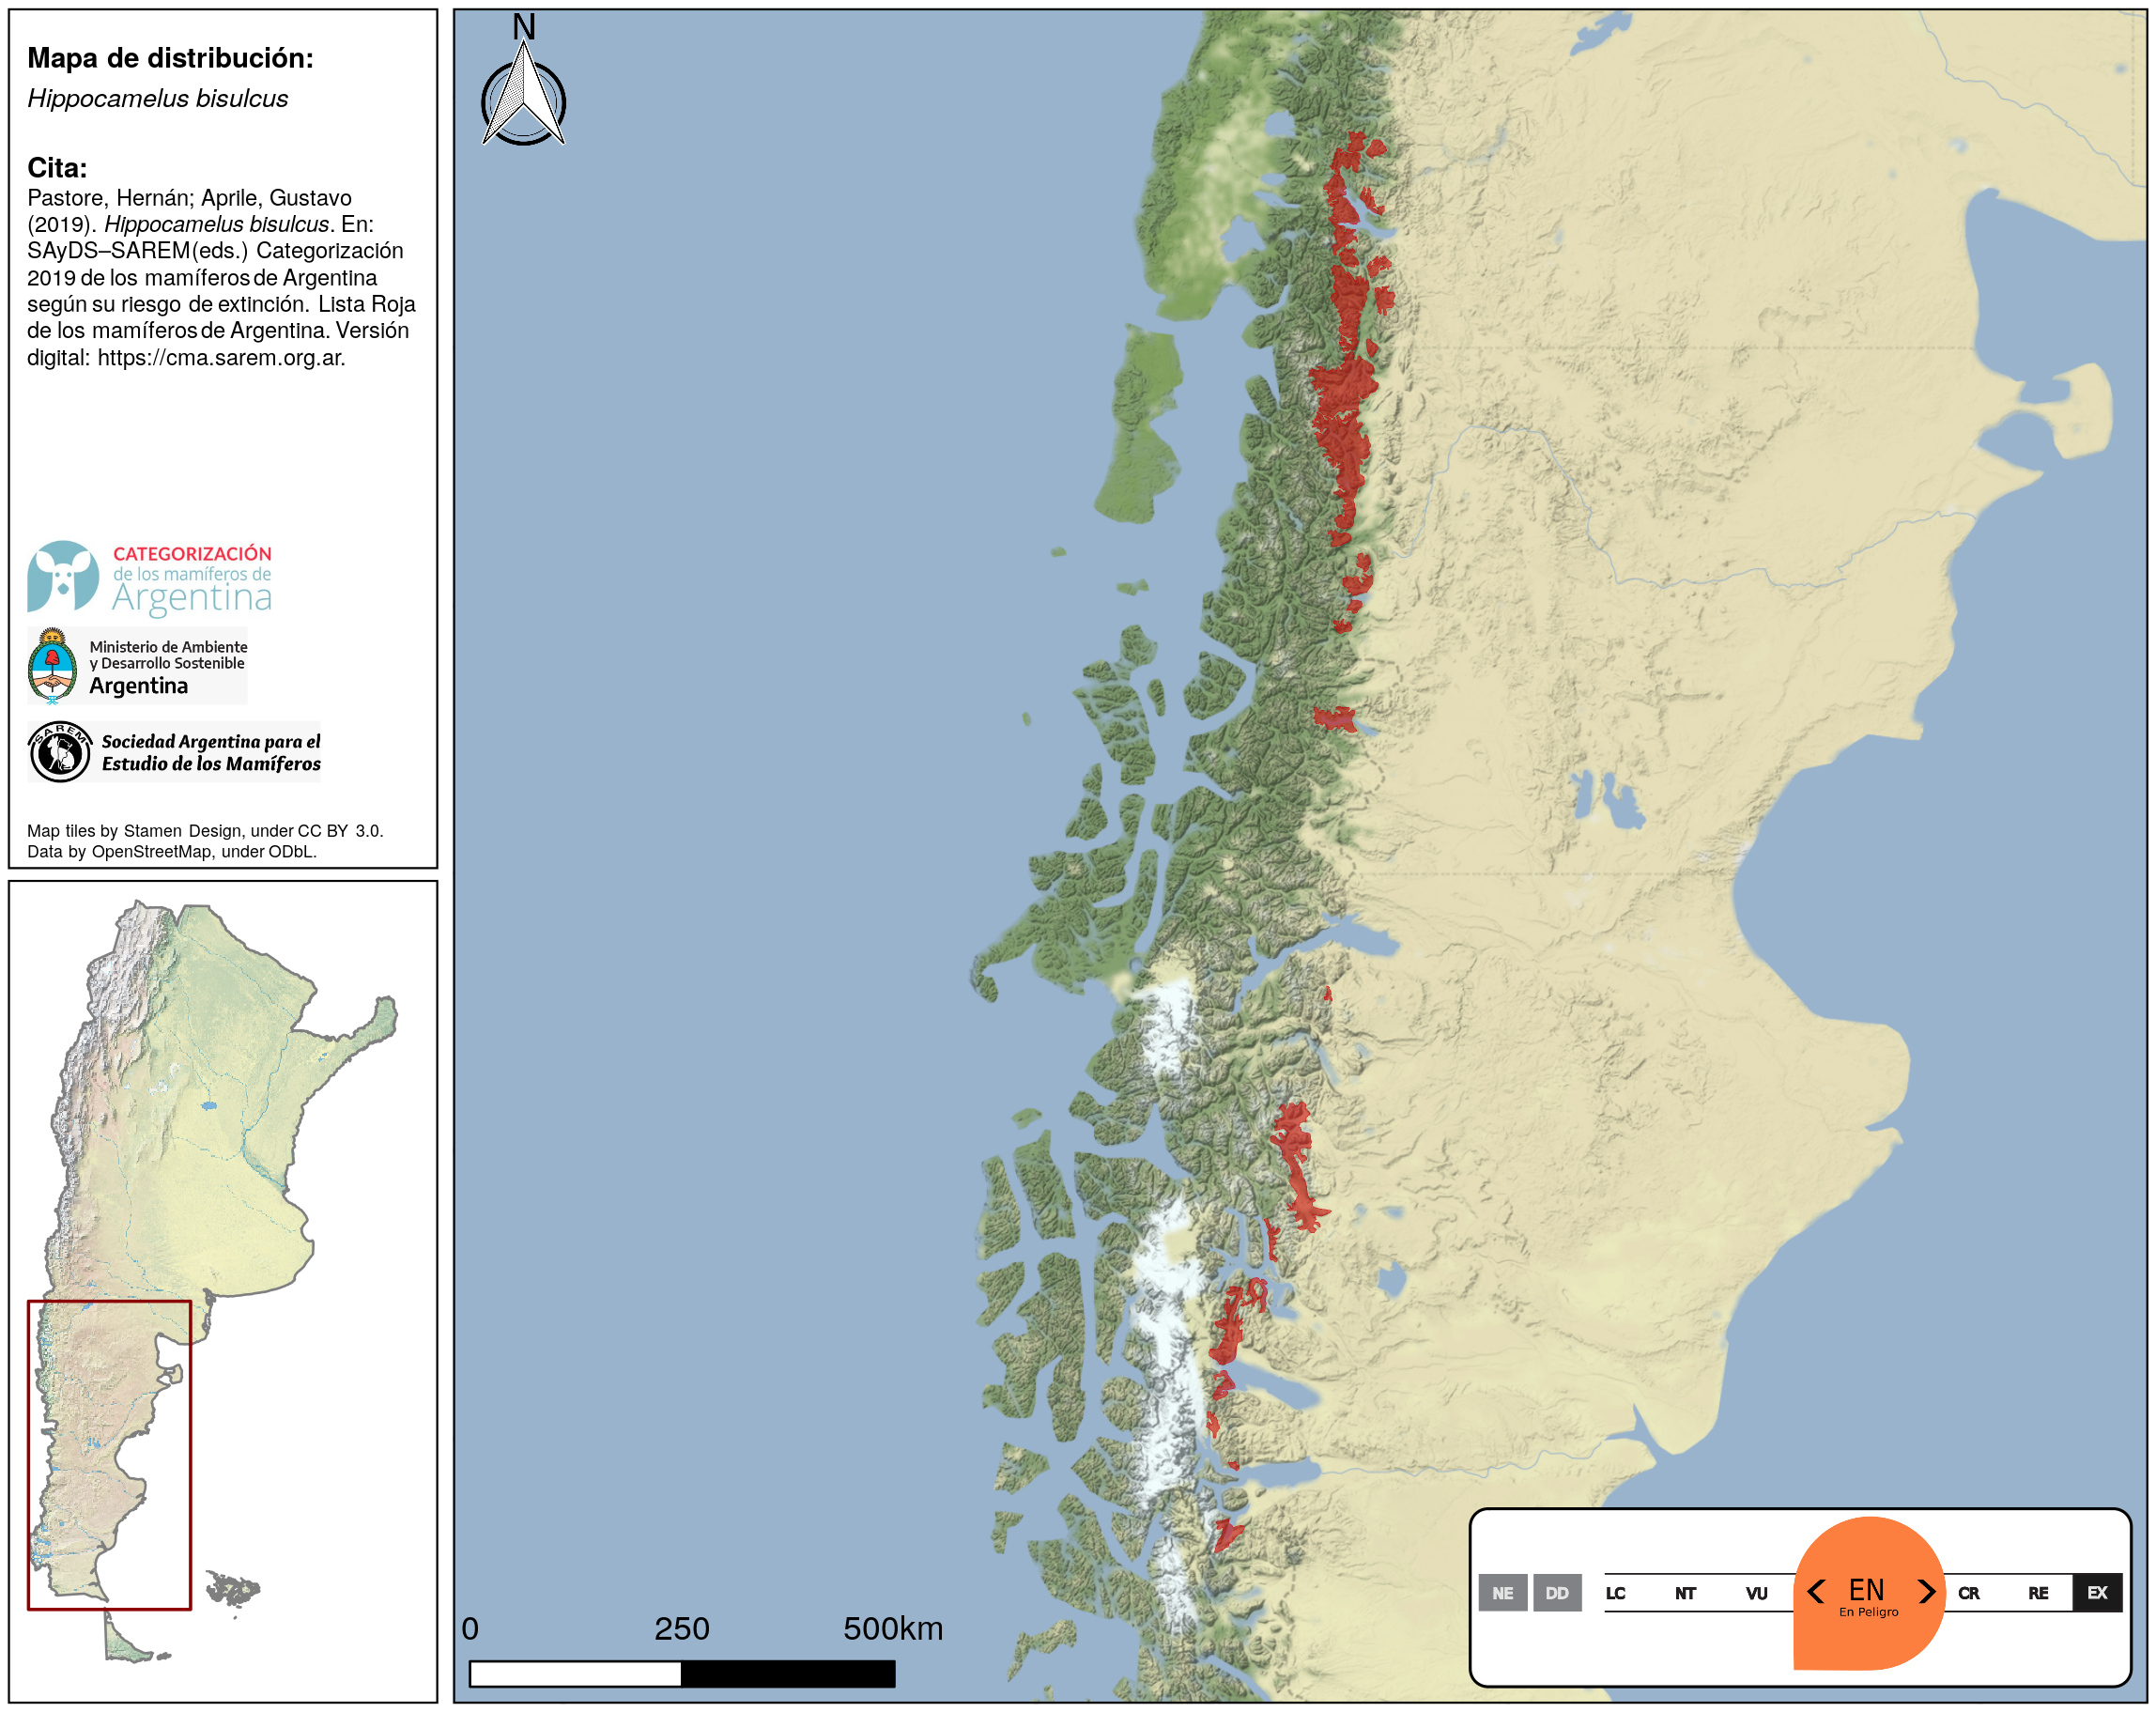 Mapa de distribución:
Hippocamelus bisulcus
Cita:
Pastore, Hernán; Aprile, Gustavo
(2019). Hippocamelus bisulcus. En:
SAyDS–SAREM(eds.) Categorización
2019 de los mamíferos de Argentina
según su riesgo de extinción. Lista Roja
de los mamíferos de Argentina. Versión
digital: https://cma.sarem.org.ar.
CATEGORIZACIÓN
de los mamíferos de
Argentina
Ministerio de Ambiente
y Desarrollo Sostenible
Argentina
SAREM
Sociedad Argentina para el
Estudio de los Mamíferos
Map tiles by Stamen Design, under CC BY 3.0.
Data by OpenStreetMap, under ODbL.
N
0 250 500km
NE DD LC NT VU < EN > CR RE EX
En Peligro